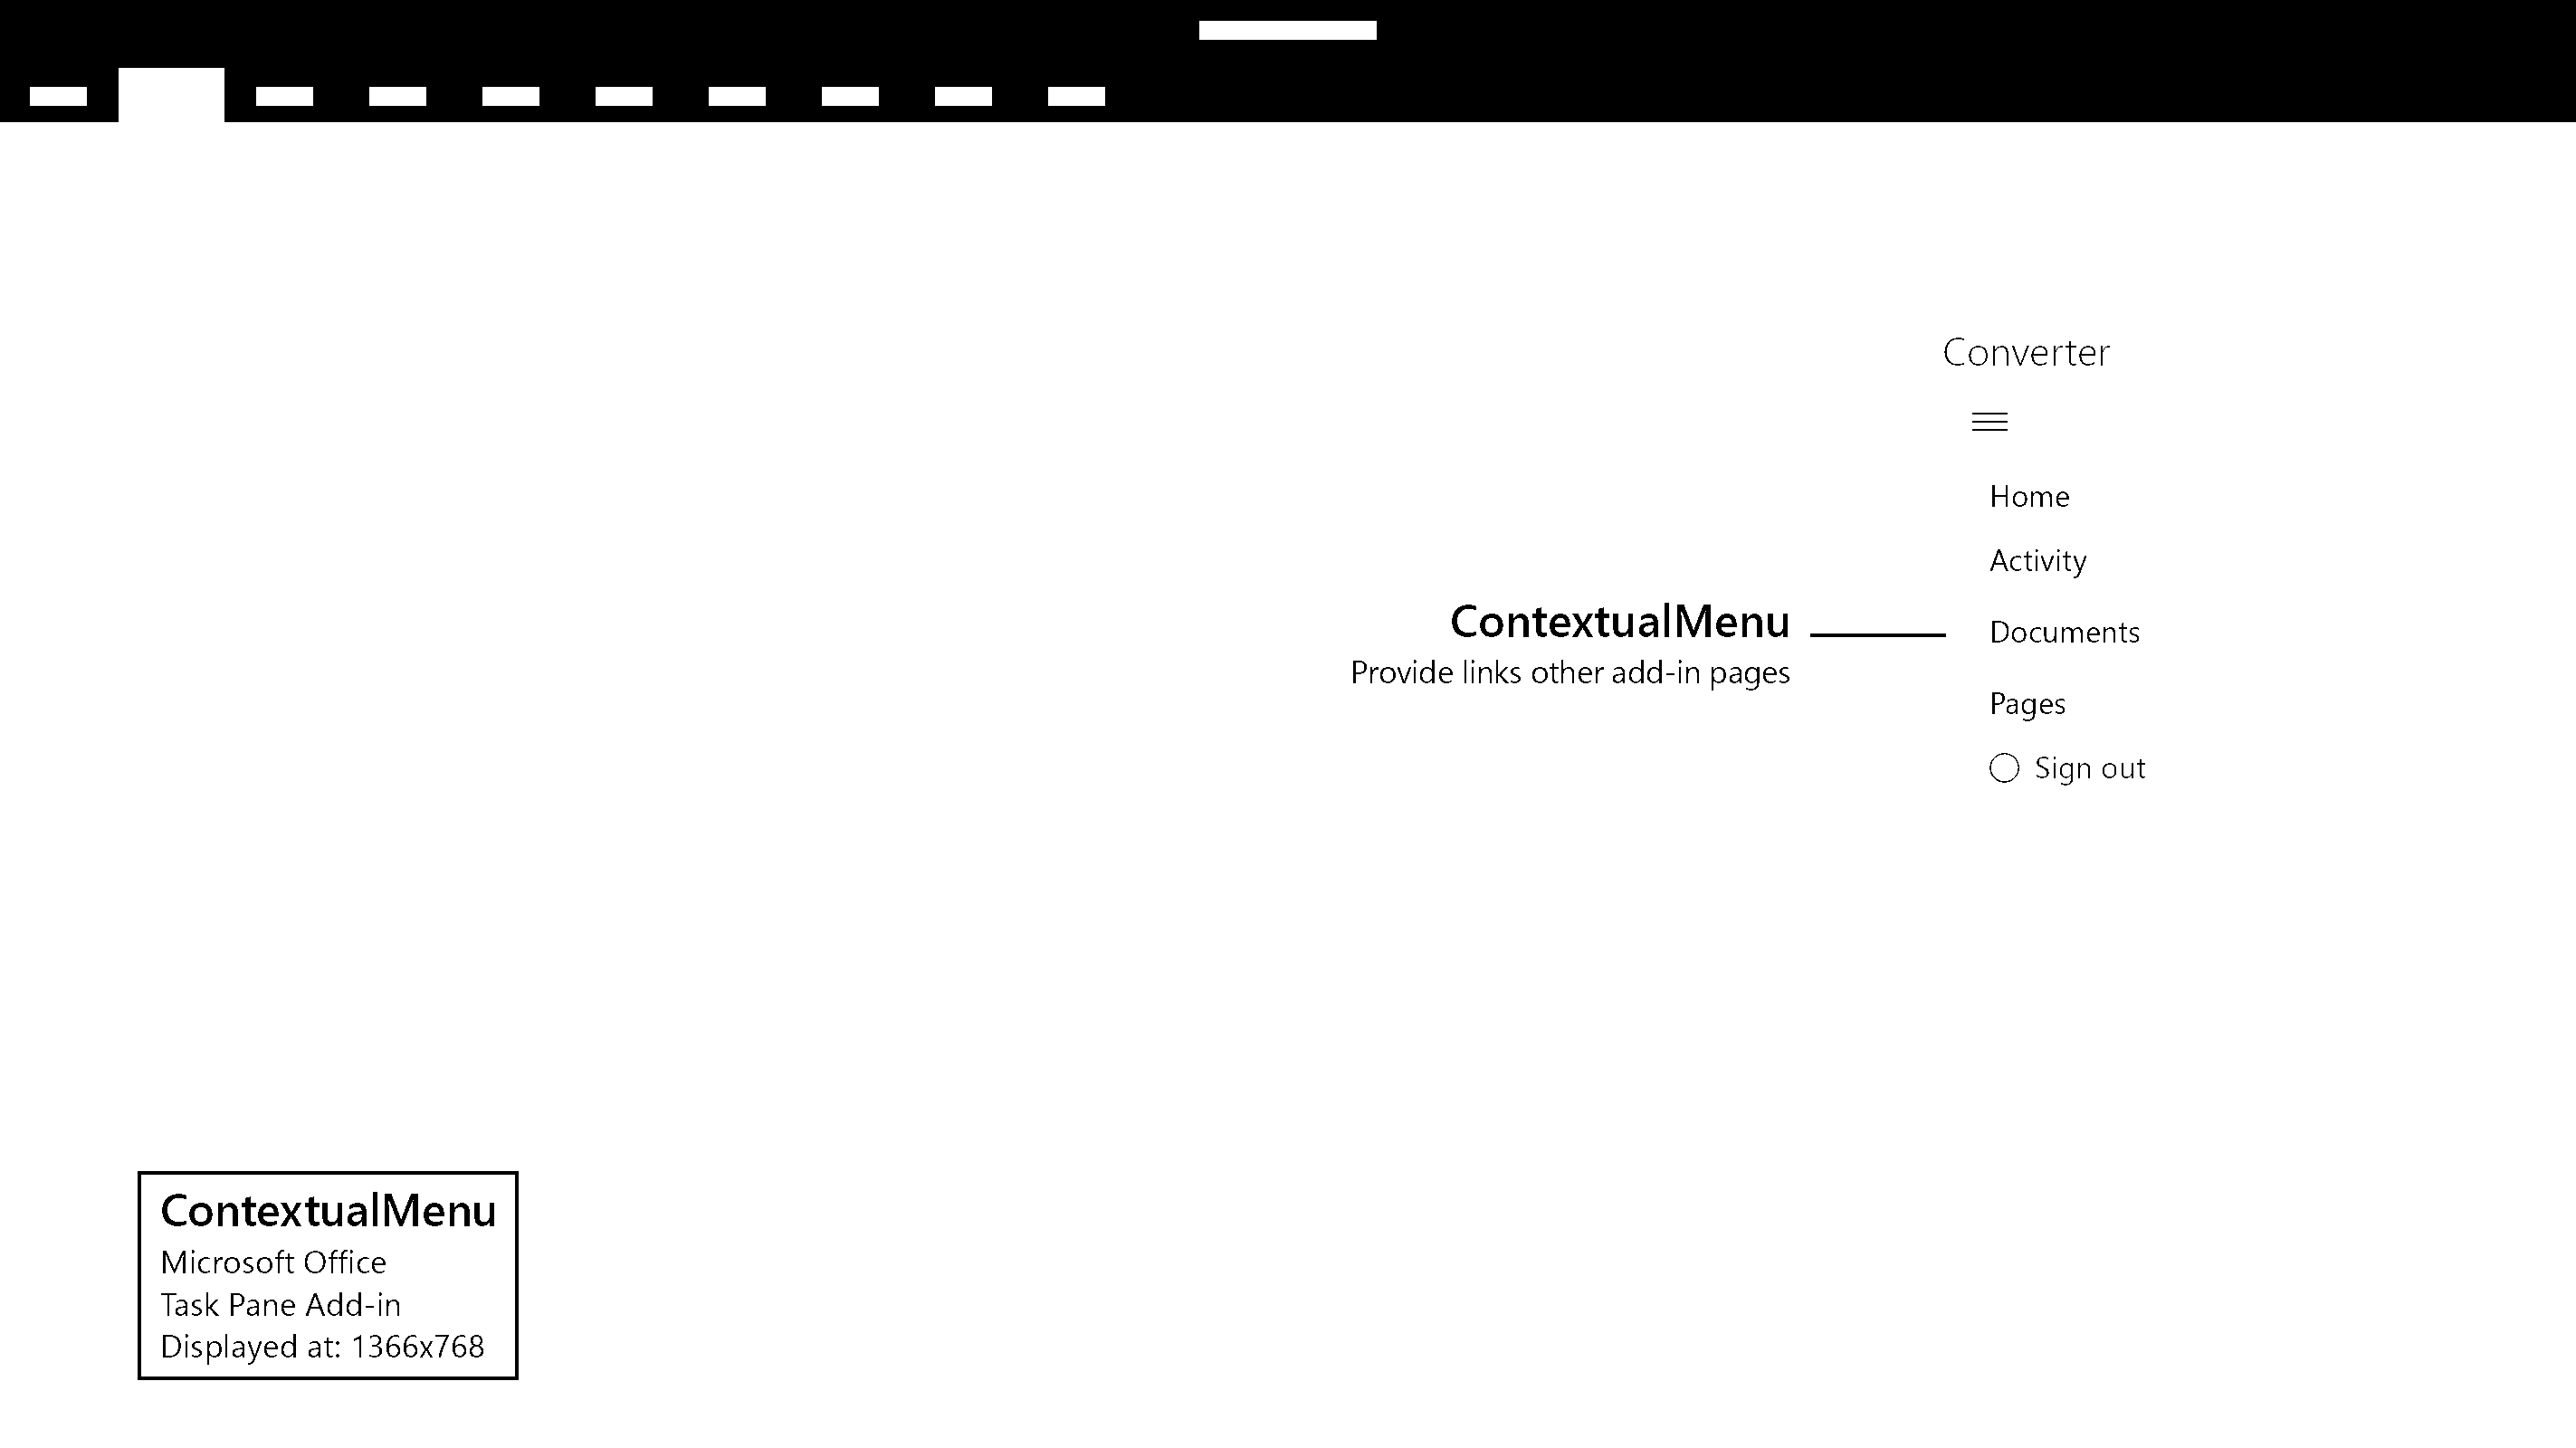 Converter
Home
Activity
ContextualMenu
Provide links other add-in pages
Documents
Pages
Sign out
ContextualMenu
Microsoft Office
Task Pane Add-in
Displayed at: 1366x768